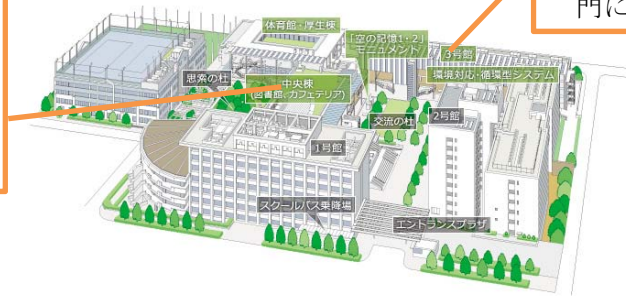 門に
体育館・厚生棟
「空の記憶1・2」
モニュメント
3号館
環境対応・循環型システム
思索の杜
中央棟
(図書館、カフェテリア)
交流の杜
2号館
1号館
スクールバス乗降場
エントランスプラザ